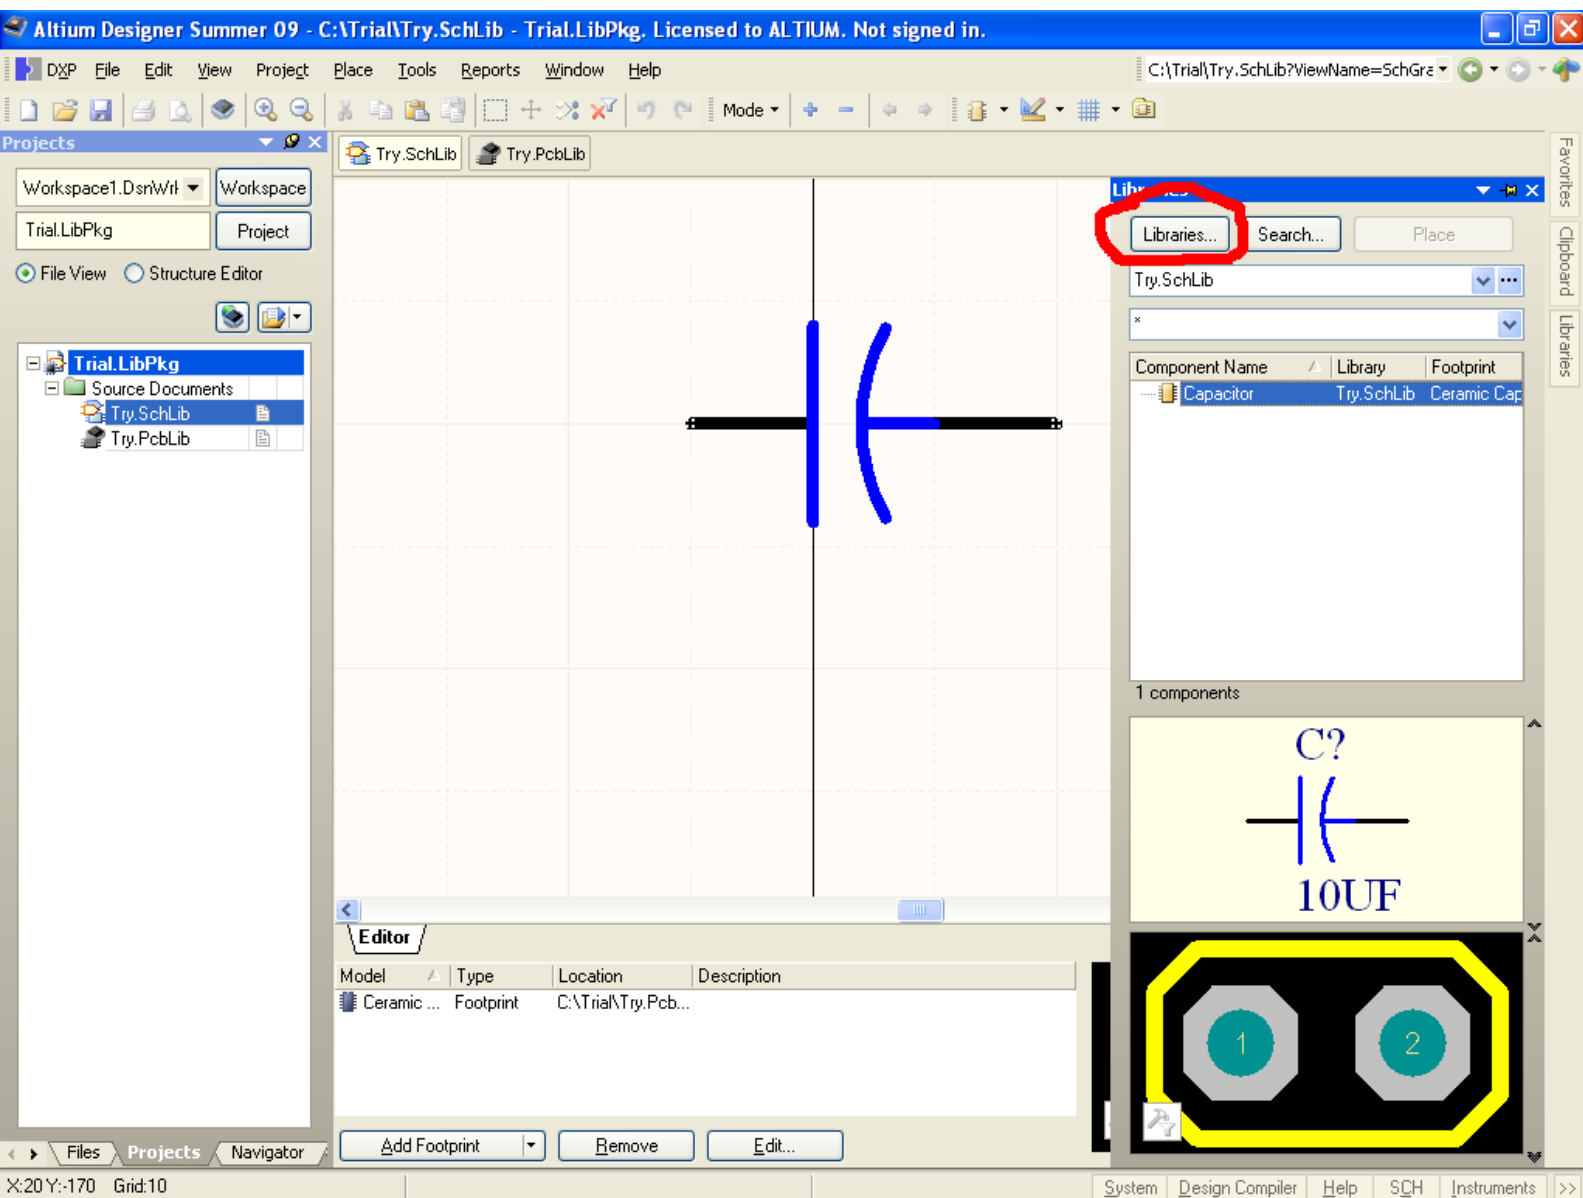 Altium Designer Summer 09 - C:\Trial\Try.SchLib - Trial.LibPkg. Licensed to ALTIUM. Not signed in.
DXP File Edit View Project Place Tools Reports Window Help
C:\Trial\Try.SchLib?ViewName=SchGra
Mode
Projects
Try.SchLib Try.PcbLib
Workspace1.DsnWrl Workspace
Trial.LibPkg Project
File View Structure Editor
Trial.LibPkg
Source Documents
Try.SchLib
Try.PcbLib
Files Projects Navigator
Editor
Model Type Location Description
Ceramic ... Footprint C:\Trial\Try.Pcb...
Add Footprint Remove Edit...
Libraries... Search... Place
Try.SchLib
*
Component Name Library Footprint
Capacitor Try.SchLib Ceramic Cap
1 components
C?
10UF
1 2
Favorites
Clipboard
Libraries
X:20 Y:-170 Grid:10
System Design Compiler Help SCH Instruments >>